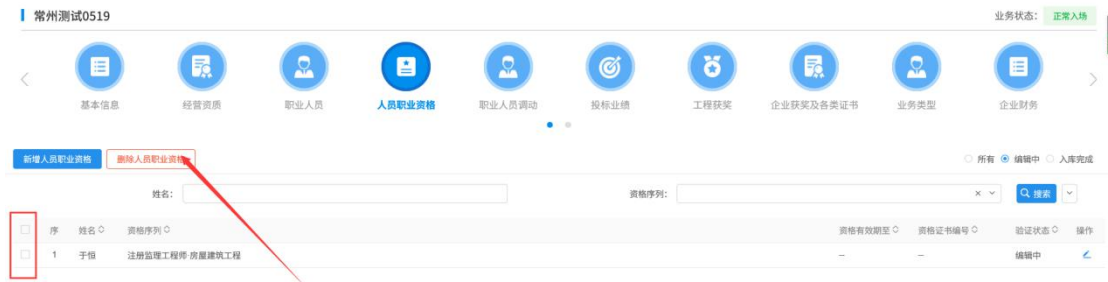 常州测试0519 业务状态: 正常入场
基本信息 经营资质 职业人员 人员职业资格 职业人员调动 投标业绩 工程获奖 企业获奖及各类证书 业务类型 企业财务
新增人员职业资格 删除人员职业资格 所有 编辑中 入库完成
姓名: 资格序列: 搜索
序 姓名 资格序列 资格有效期至 资格证书编号 验证状态 操作
1 于恒 注册监理工程师·房屋建筑工程 — — 编辑中